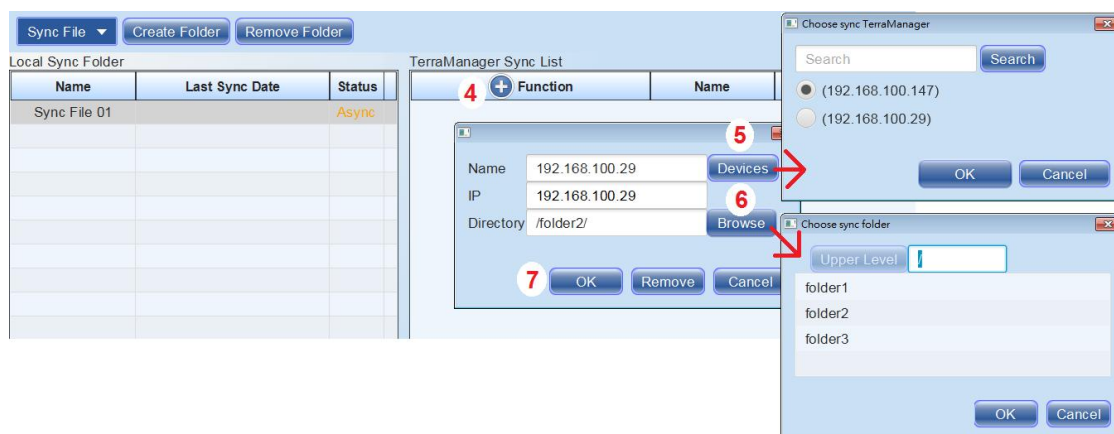 Sync File
Create Folder
Remove Folder
Local Sync Folder
Name Last Sync Date Status
Sync File 01 Async
TerraManager Sync List
4 Function Name
5
Name 192.168.100.29 Devices
IP 192.168.100.29
6
Directory /folder2/ Browse
7 OK Remove Cancel
Choose sync TerraManager
Search Search
(192.168.100.147)
(192.168.100.29)
OK Cancel
Choose sync folder
Upper Level /
folder1
folder2
folder3
OK Cancel